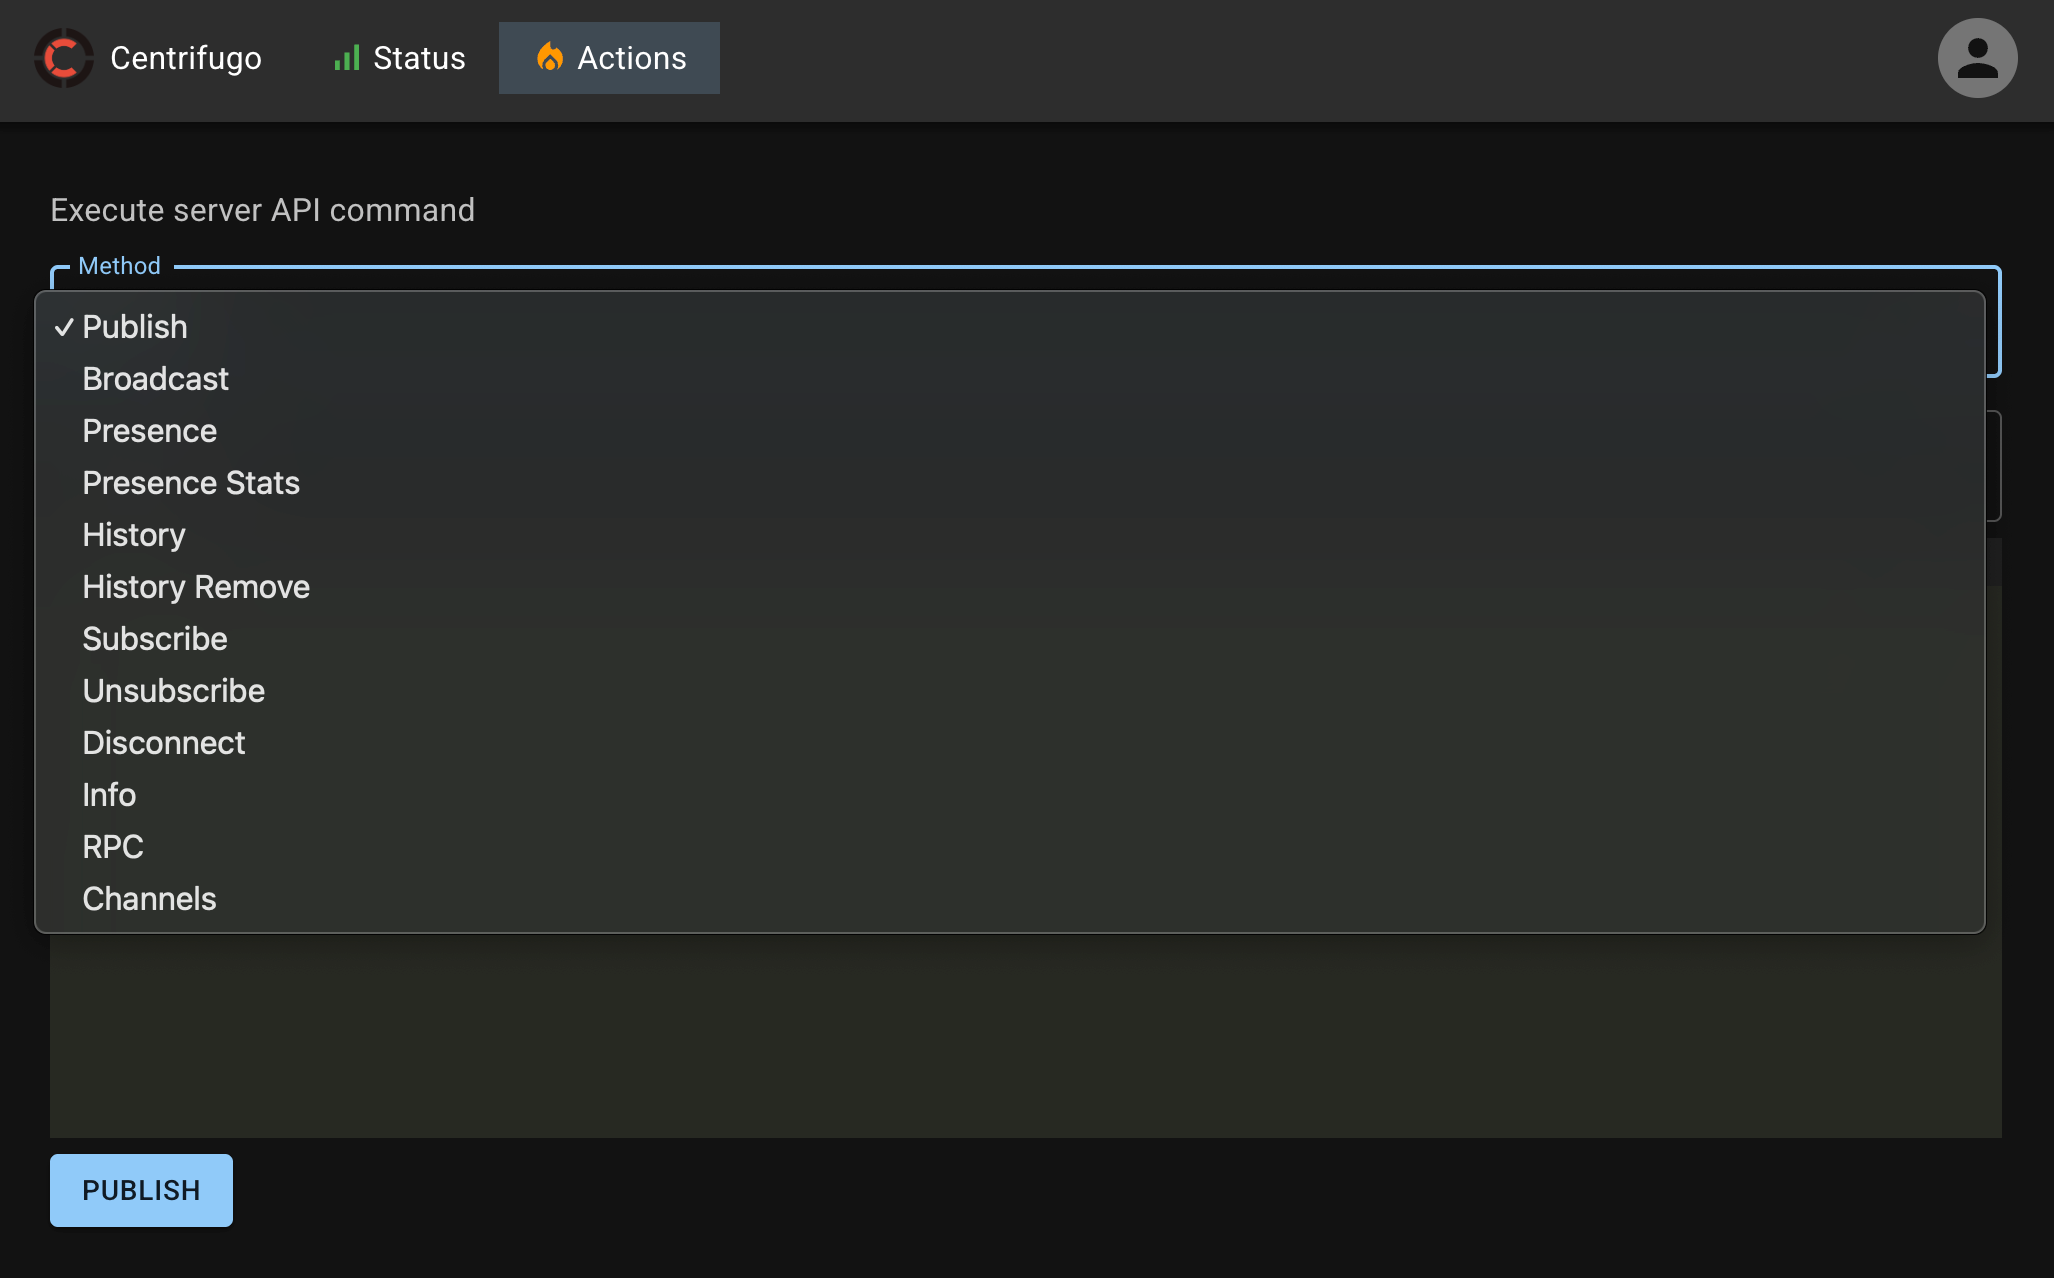 Centrifugo Status Actions
Execute server API command
Method
Publish
Broadcast
Presence
Presence Stats
History
History Remove
Subscribe
Unsubscribe
Disconnect
Info
RPC
Channels
PUBLISH